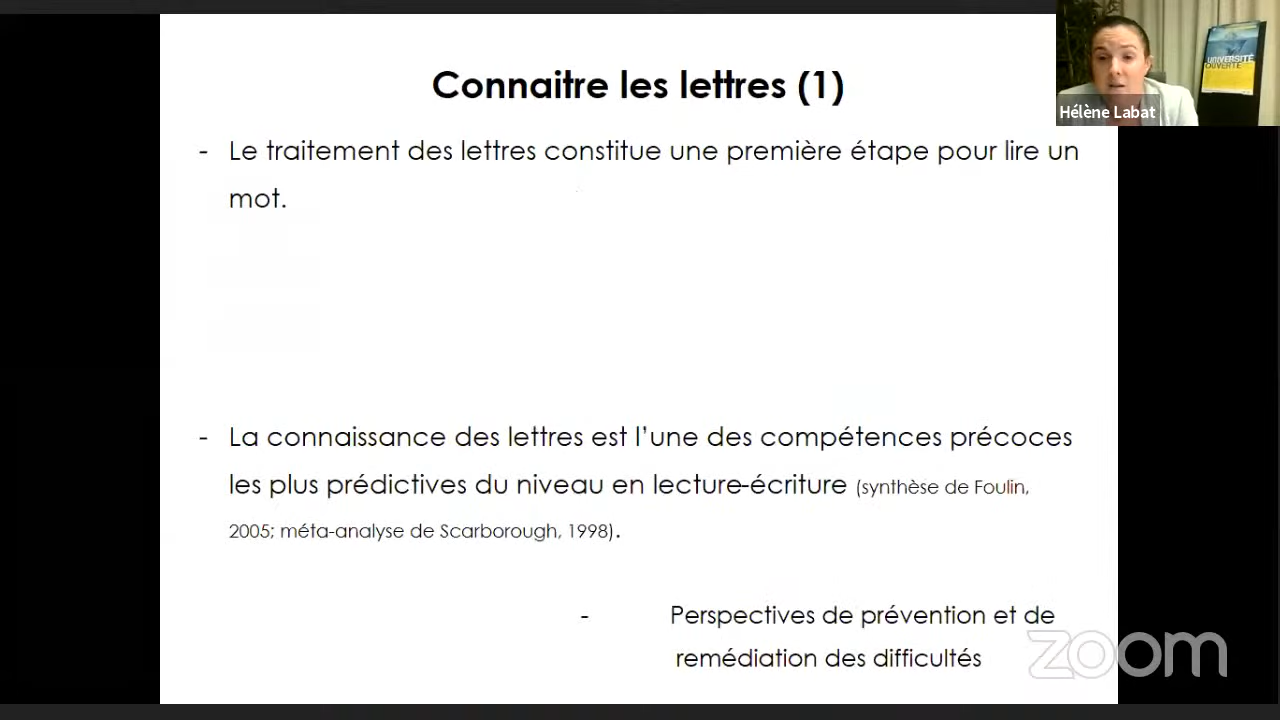 Connaitre les lettres (1)
UNIVERSITÉ
OUVERTE
Hélène Labat
- Le traitement des lettres constitue une première étape pour lire un
mot.
- La connaissance des lettres est l’une des compétences précoces
les plus prédictives du niveau en lecture-écriture (synthèse de Foulin,
2005; méta-analyse de Scarborough, 1998).
- Perspectives de prévention et de
remédiation des difficultés
zoom